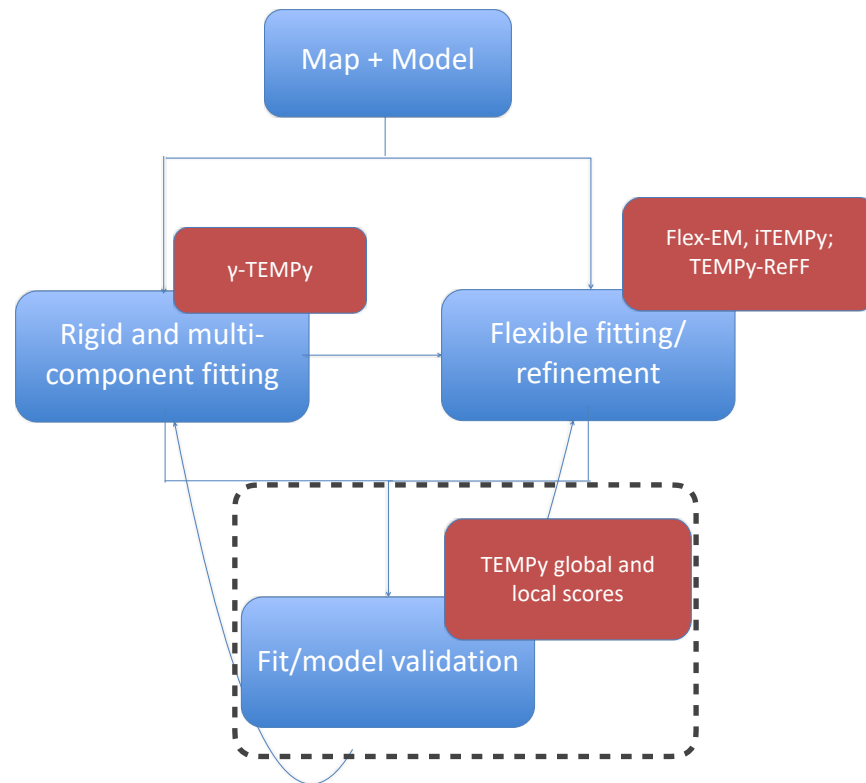 Map + Model
Flex-EM, iTEMPy;
TEMPy-ReFF
γ-TEMPy
Rigid and multi-
component fitting
Flexible fitting/
refinement
TEMPy global and
local scores
Fit/model validation